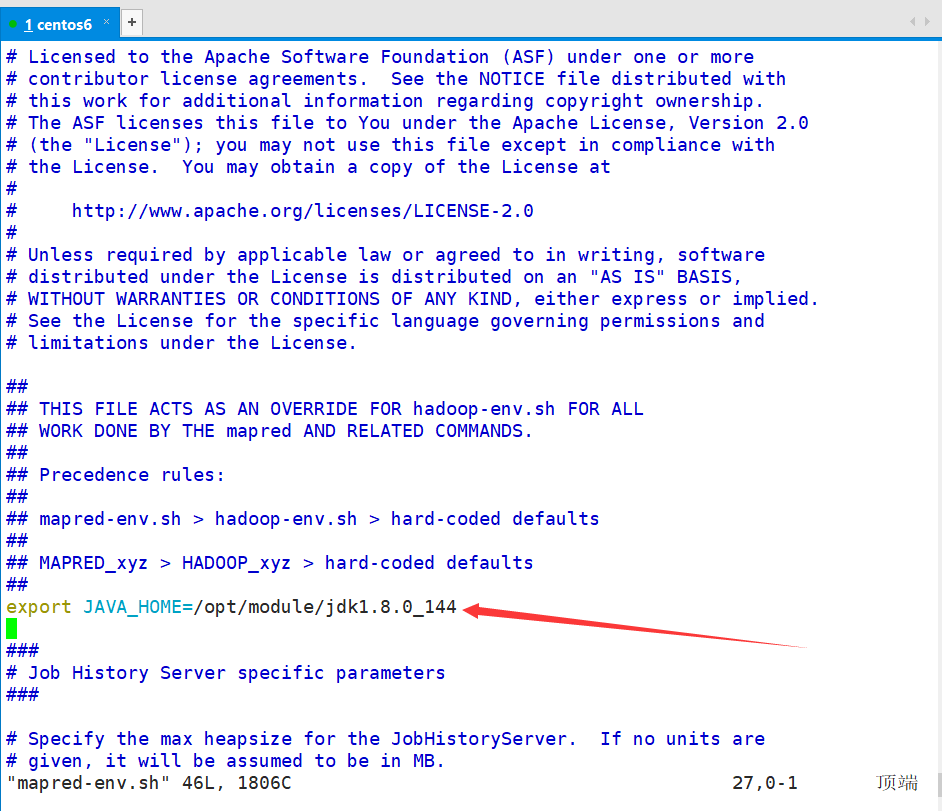 1 centos6 × +
# Licensed to the Apache Software Foundation (ASF) under one or more
# contributor license agreements.  See the NOTICE file distributed with
# this work for additional information regarding copyright ownership.
# The ASF licenses this file to You under the Apache License, Version 2.0
# (the "License"); you may not use this file except in compliance with
# the License.  You may obtain a copy of the License at
#
#     http://www.apache.org/licenses/LICENSE-2.0
#
# Unless required by applicable law or agreed to in writing, software
# distributed under the License is distributed on an "AS IS" BASIS,
# WITHOUT WARRANTIES OR CONDITIONS OF ANY KIND, either express or implied.
# See the License for the specific language governing permissions and
# limitations under the License.

##
## THIS FILE ACTS AS AN OVERRIDE FOR hadoop-env.sh FOR ALL
## WORK DONE BY THE mapred AND RELATED COMMANDS.
##
## Precedence rules:
##
## mapred-env.sh > hadoop-env.sh > hard-coded defaults
##
## MAPRED_xyz > HADOOP_xyz > hard-coded defaults
##
export JAVA_HOME=/opt/module/jdk1.8.0_144

###
# Job History Server specific parameters
###

# Specify the max heapsize for the JobHistoryServer.  If no units are
# given, it will be assumed to be in MB.
"mapred-env.sh" 46L, 1806C 27,0-1 顶端